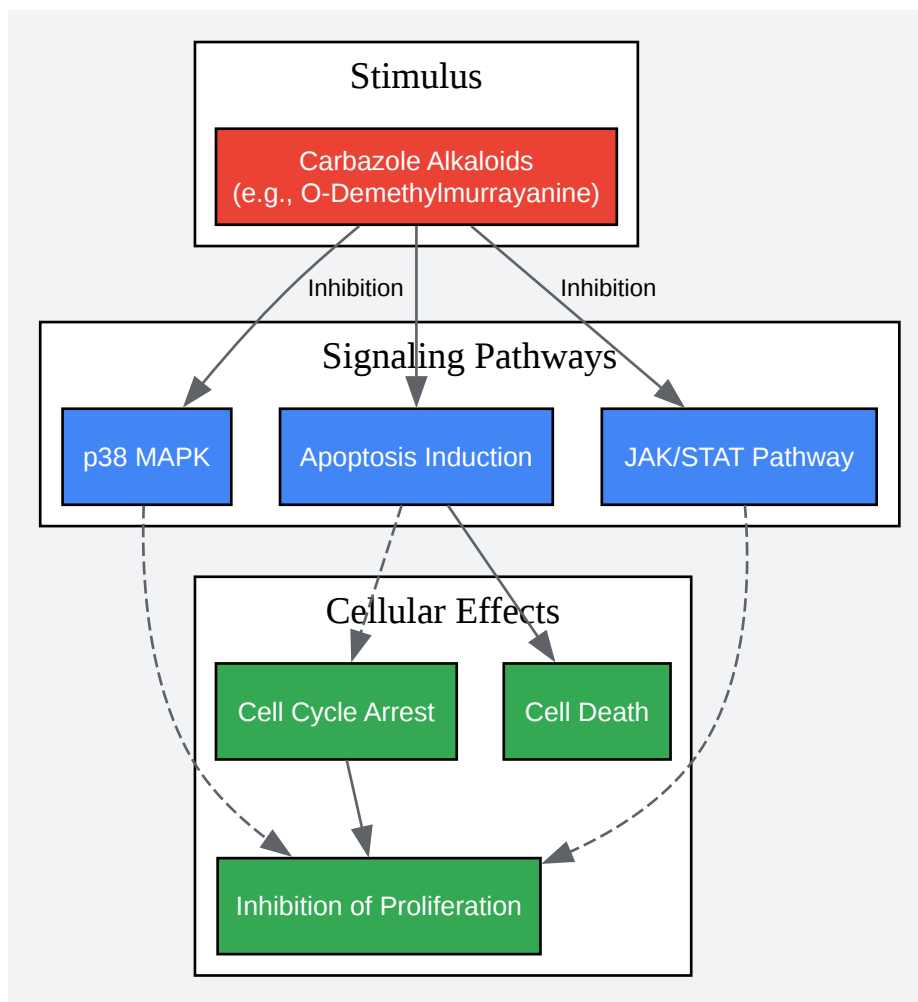 Stimulus
Carbazole Alkaloids
(e.g., O-Demethylmurrayanine)
Inhibition
Inhibition
Signaling Pathways
p38 MAPK
Apoptosis Induction
JAK/STAT Pathway
Cellular Effects
Cell Cycle Arrest
Cell Death
Inhibition of Proliferation